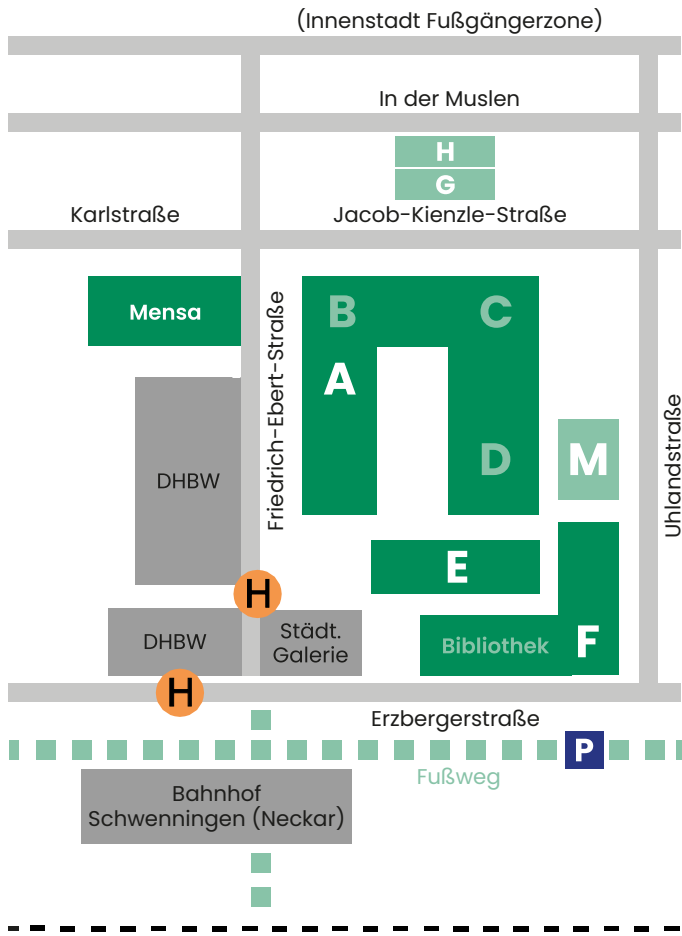 (Innenstadt Fußgängerzone)
In der Muslen
H
G
Karlstraße
Jacob-Kienzle-Straße
Mensa
Friedrich-Ebert-Straße
B
C
A
D
M
Uhlandstraße
DHBW
E
H
DHBW
Städt.
Galerie
Bibliothek
F
H
Erzbergerstraße
P
Fußweg
Bahnhof
Schwenningen (Neckar)